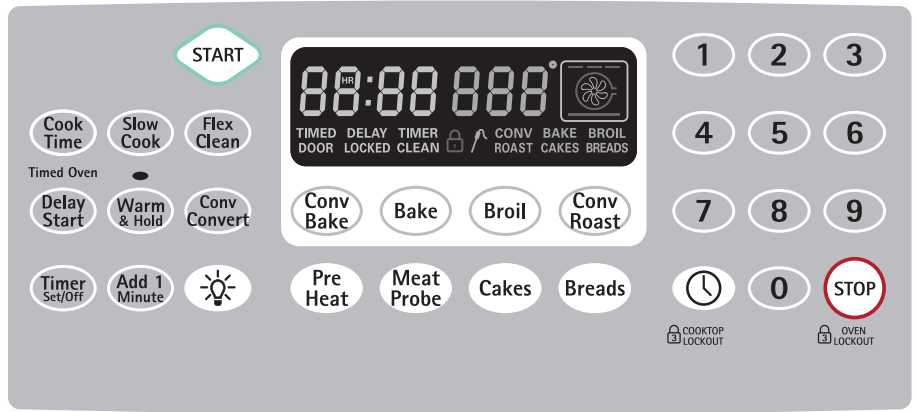 START
88:88 888°
HR
TIMED DELAY TIMER CONV BAKE BROIL
DOOR LOCKED CLEAN ROAST CAKES BREADS
Cook
Time
Slow
Cook
Flex
Clean
Timed Oven
Delay
Start
Warm
& Hold
Conv
Convert
Timer
Set/Off
Add 1
Minute
Conv
Bake
Bake
Broil
Conv
Roast
Pre
Heat
Meat
Probe
Cakes
Breads
1 2 3
4 5 6
7 8 9
0
STOP
3 COOKTOP
LOCKOUT
3 OVEN
LOCKOUT